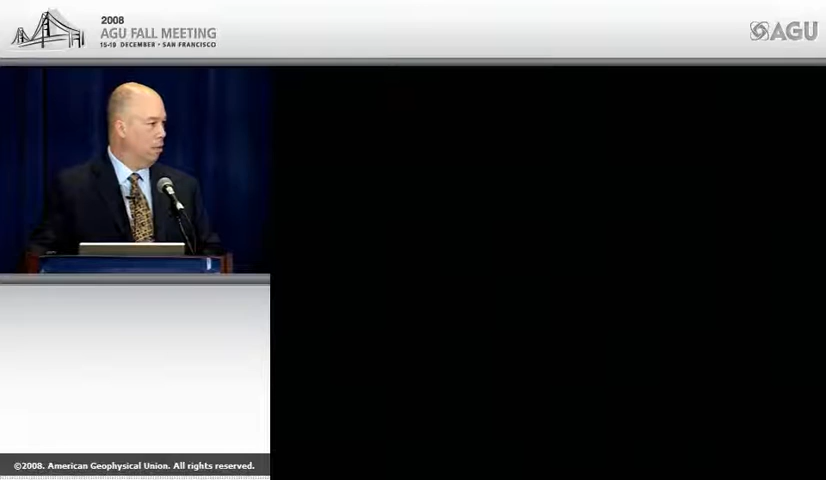 2008
AGU FALL MEETING
15-19 DECEMBER • SAN FRANCISCO
AGU
©2008. American Geophysical Union. All rights reserved.